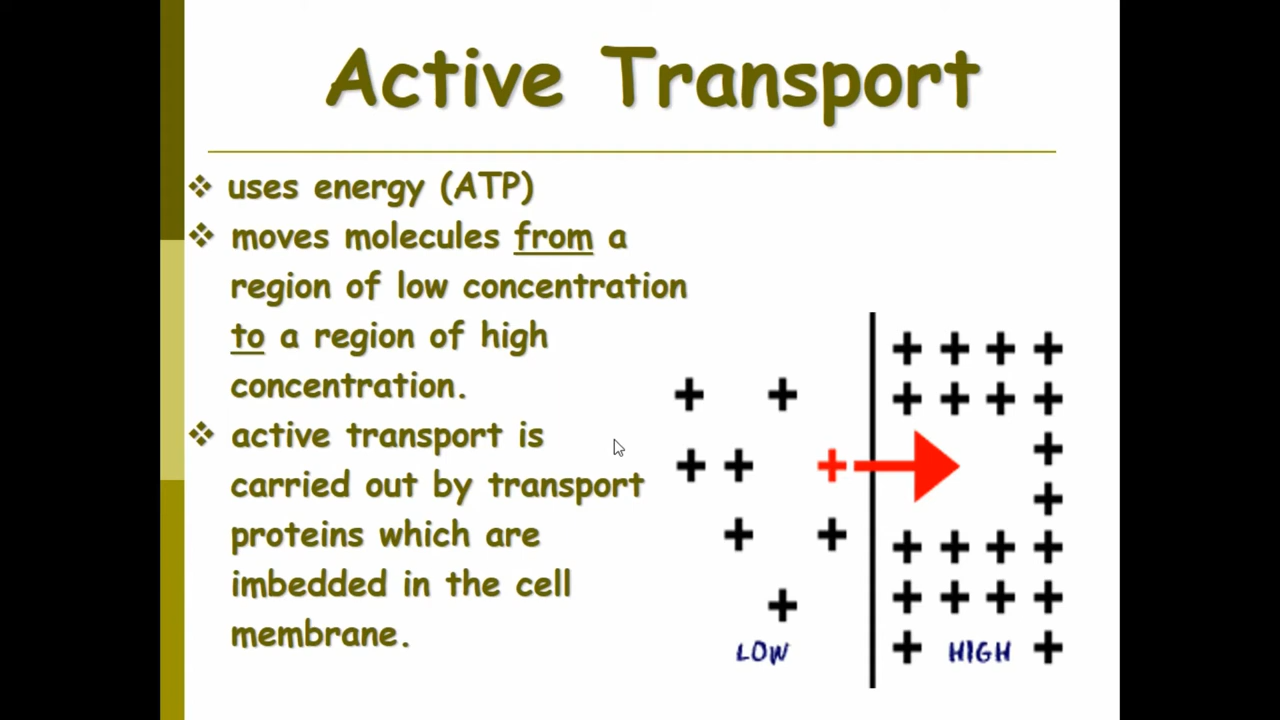 Active Transport
uses energy (ATP)
moves molecules from a
region of low concentration
to a region of high
concentration.
active transport is
carried out by transport
proteins which are
imbedded in the cell
membrane.
LOW
HIGH